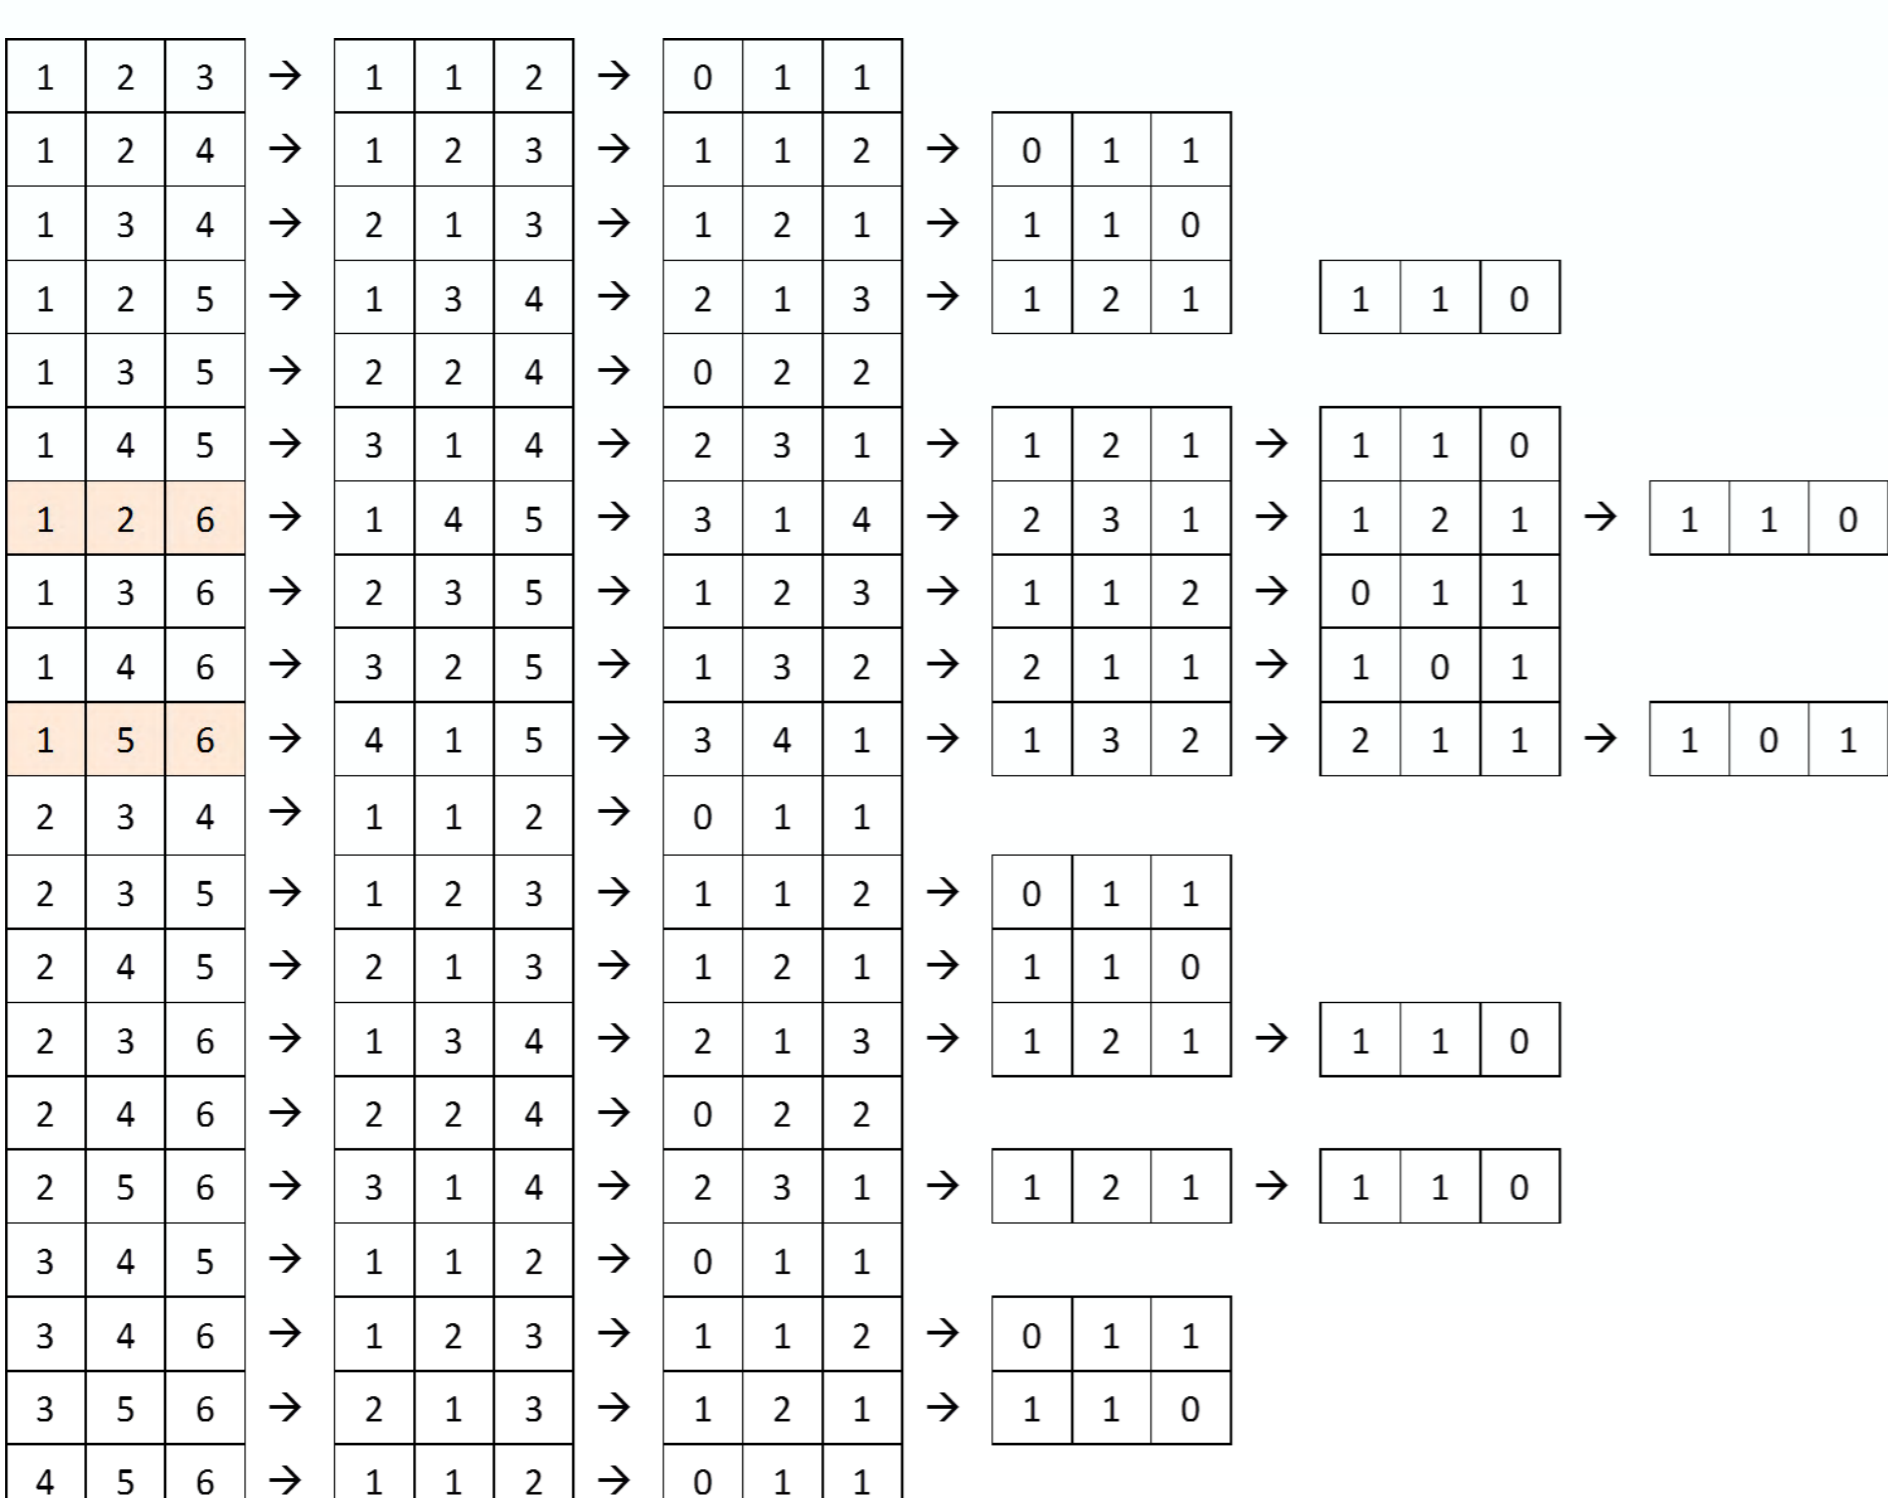 1 2 3 → 1 1 2 → 0 1 1
1 2 4 → 1 2 3 → 1 1 2 → 0 1 1
1 3 4 → 2 1 3 → 1 2 1 → 1 1 0
1 2 5 → 1 3 4 → 2 1 3 → 1 2 1 1 1 0
1 3 5 → 2 2 4 → 0 2 2
1 4 5 → 3 1 4 → 2 3 1 → 1 2 1 → 1 1 0
1 2 6 → 1 4 5 → 3 1 4 → 2 3 1 → 1 2 1 → 1 1 0
1 3 6 → 2 3 5 → 1 2 3 → 1 1 2 → 0 1 1
1 4 6 → 3 2 5 → 1 3 2 → 2 1 1 → 1 0 1
1 5 6 → 4 1 5 → 3 4 1 → 1 3 2 → 2 1 1 → 1 0 1
2 3 4 → 1 1 2 → 0 1 1
2 3 5 → 1 2 3 → 1 1 2 → 0 1 1
2 4 5 → 2 1 3 → 1 2 1 → 1 1 0
2 3 6 → 1 3 4 → 2 1 3 → 1 2 1 → 1 1 0
2 4 6 → 2 2 4 → 0 2 2
2 5 6 → 3 1 4 → 2 3 1 → 1 2 1 → 1 1 0
3 4 5 → 1 1 2 → 0 1 1
3 4 6 → 1 2 3 → 1 1 2 → 0 1 1
3 5 6 → 2 1 3 → 1 2 1 → 1 1 0
4 5 6 → 1 1 2 → 0 1 1